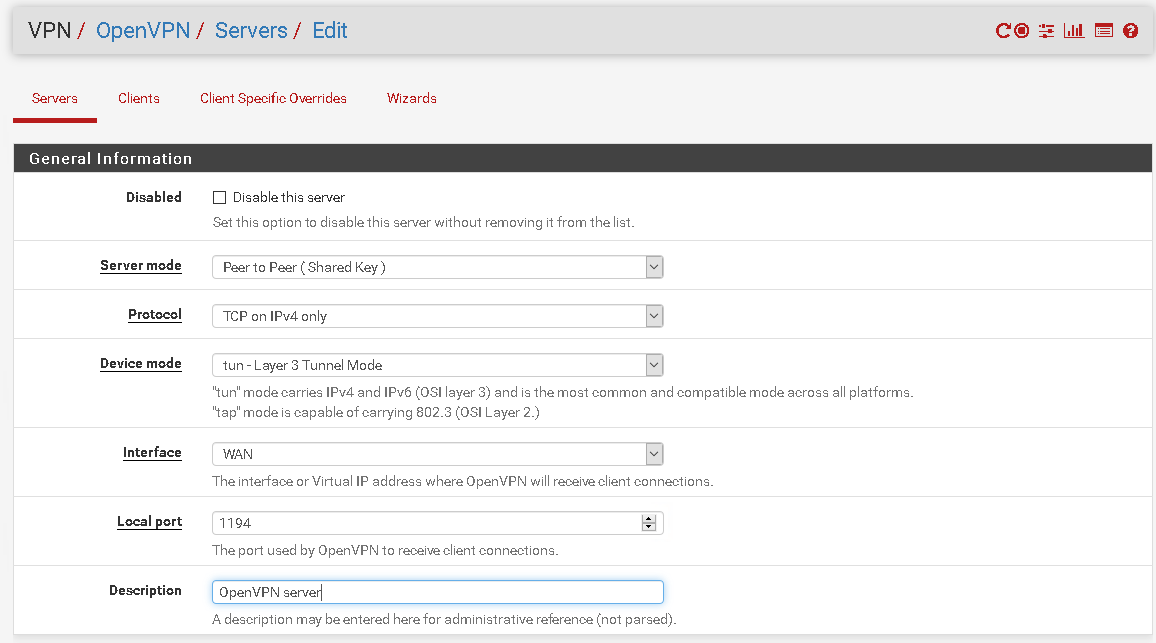 VPN / OpenVPN / Servers / Edit
Servers Clients Client Specific Overrides Wizards
General Information
Disabled Disable this server
Set this option to disable this server without removing it from the list.
Server mode Peer to Peer ( Shared Key )
Protocol TCP on IPv4 only
Device mode tun - Layer 3 Tunnel Mode
"tun" mode carries IPv4 and IPv6 (OSI layer 3) and is the most common and compatible mode across all platforms.
"tap" mode is capable of carrying 802.3 (OSI Layer 2.)
Interface WAN
The interface or Virtual IP address where OpenVPN will receive client connections.
Local port 1194
The port used by OpenVPN to receive client connections.
Description OpenVPN server
A description may be entered here for administrative reference (not parsed).